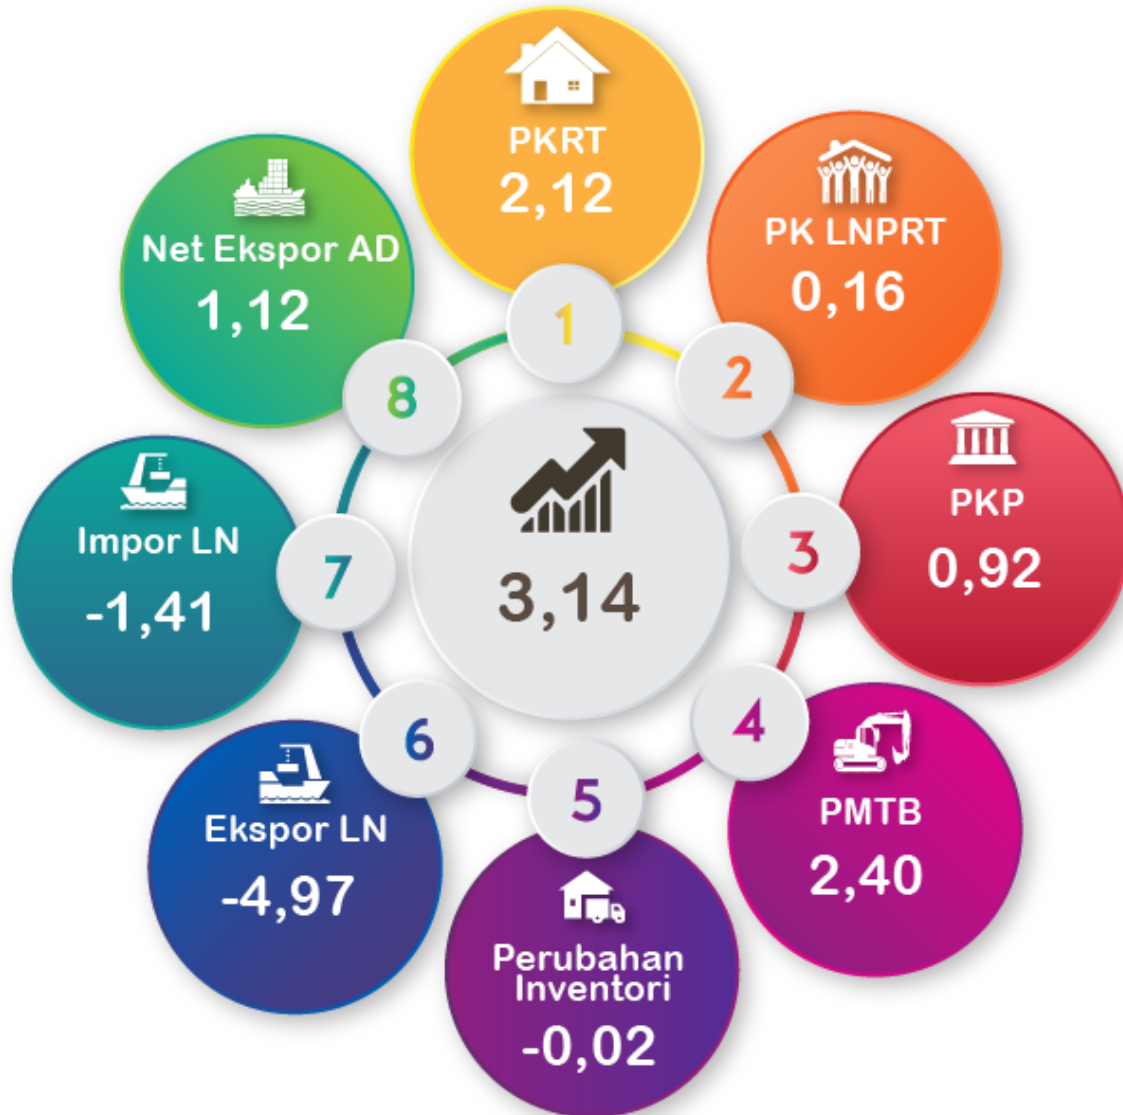 PKRT
2,12
1
PK LNPRT
0,16
2
PKP
0,92
3
PMTB
2,40
4
Perubahan
Inventori
-0,02
5
Ekspor LN
-4,97
6
Impor LN
-1,41
7
Net Ekspor AD
1,12
8
3,14